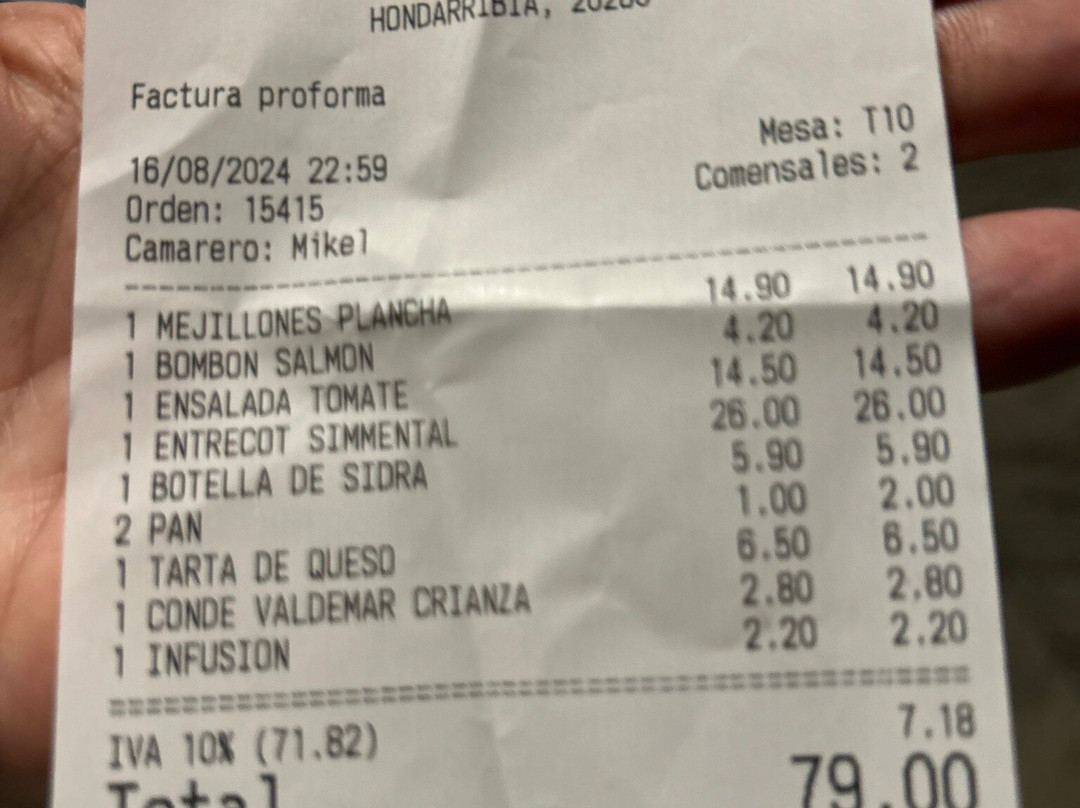 HONDARRIBIA,
Factura proforma
Mesa: T10
16/08/2024 22:59
Comensales: 2
Orden: 15415
Camarero: Mikel
1 MEJILLONES PLANCHA 14.90 14.90
1 BOMBON SALMON 4.20 4.20
1 ENSALADA TOMATE 14.50 14.50
1 ENTRECOT SIMMENTAL 26.00 26.00
1 BOTELLA DE SIDRA 5.90 5.90
2 PAN 1.00 2.00
1 TARTA DE QUESO 6.50 6.50
1 CONDE VALDEMAR CRIANZA 2.80 2.80
1 INFUSION 2.20 2.20
IVA 10% (71.82) 7.18
Total 79.00